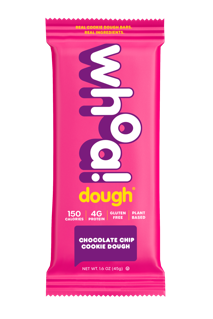 REAL COOKIE DOUGH BARS
REAL INGREDIENTS
whOa!
dough
150 CALORIES
4G PROTEIN
GLUTEN FREE
PLANT BASED
CHOCOLATE CHIP
COOKIE DOUGH
NET WT. 1.6 OZ (45g)